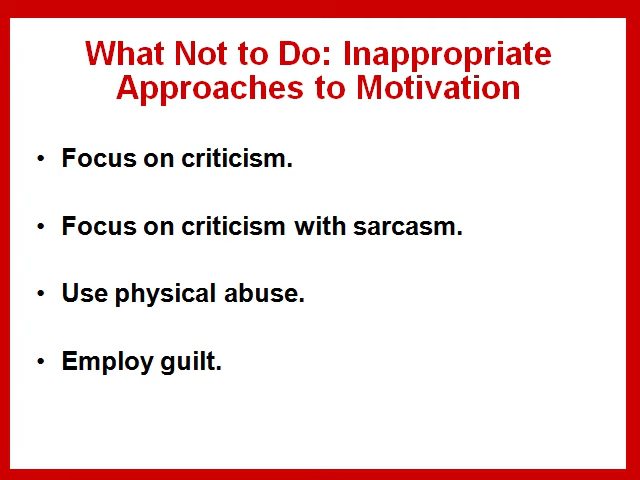 What Not to Do: Inappropriate
Approaches to Motivation
• Focus on criticism.
• Focus on criticism with sarcasm.
• Use physical abuse.
• Employ guilt.